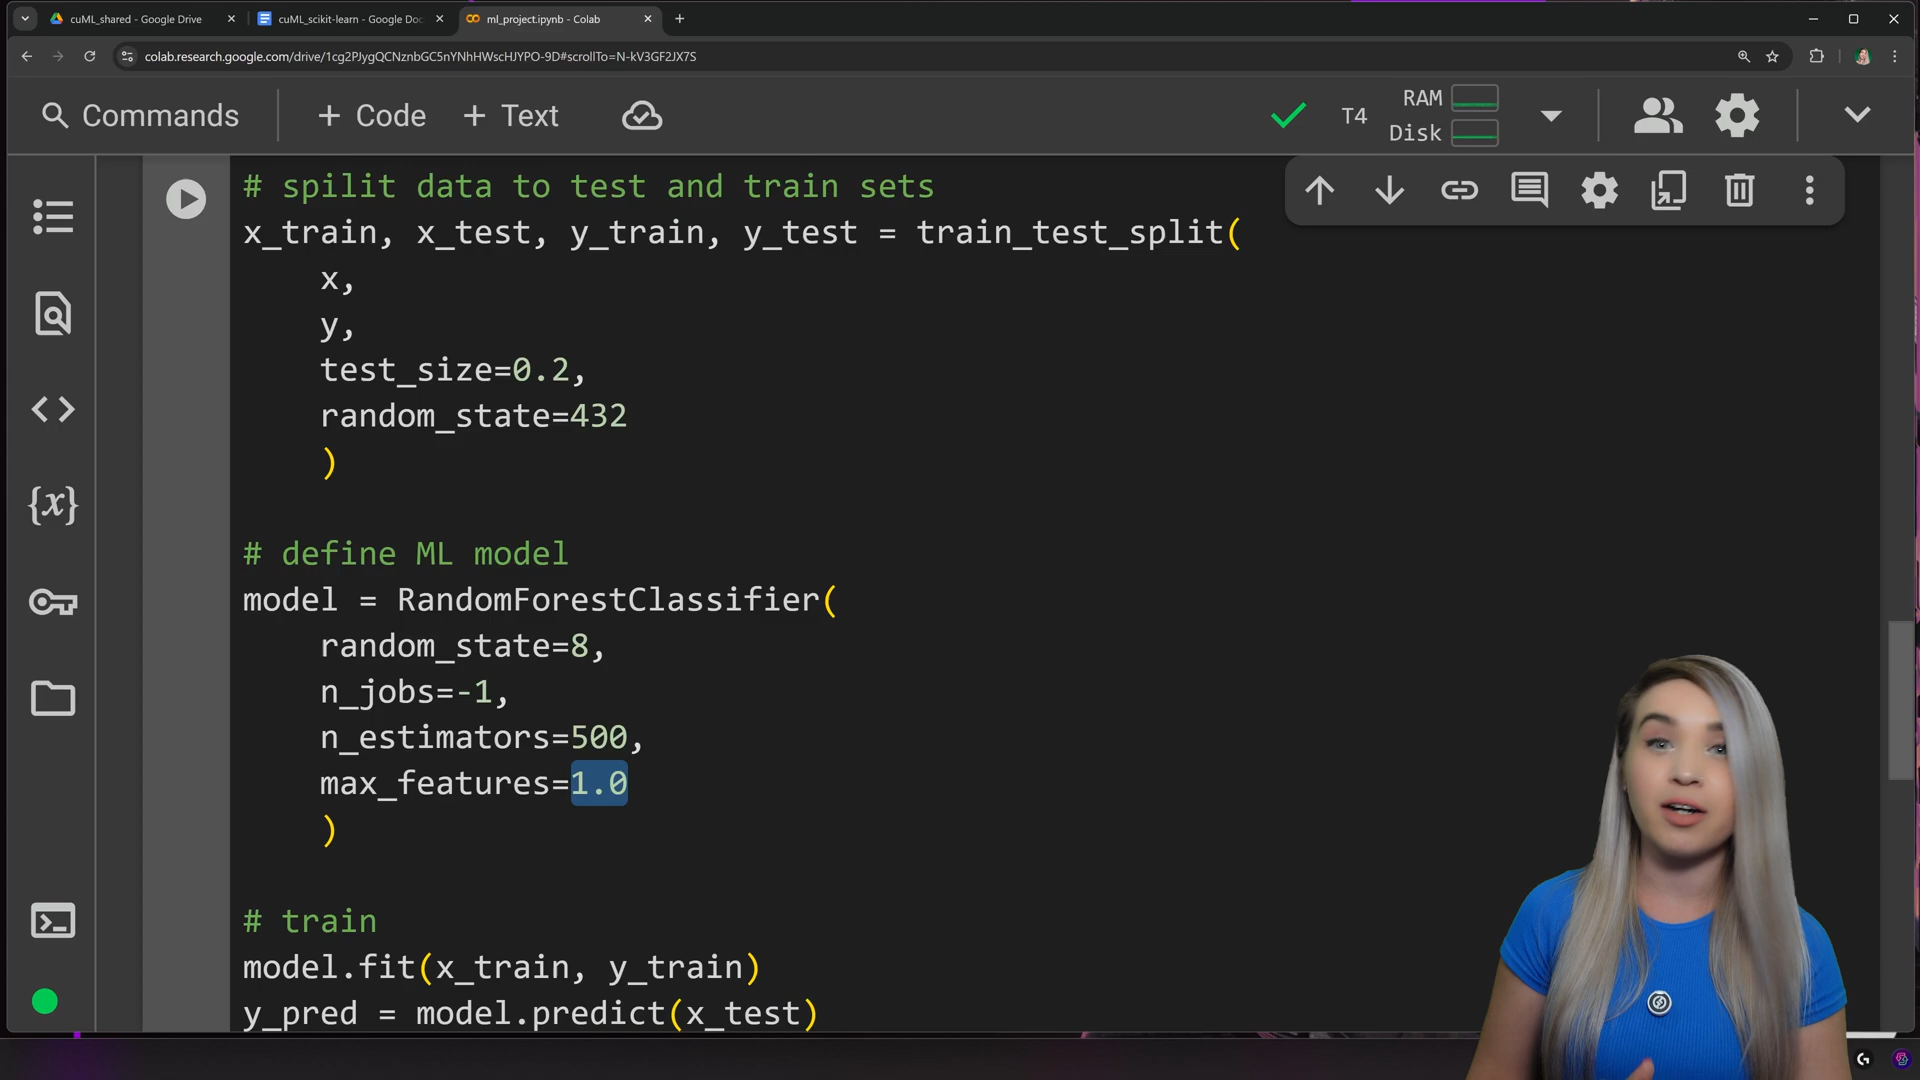 cuML_shared - Google Drive
cuML_scikit-learn - Google Doc
ml_project.ipynb - Colab
colab.research.google.com/drive/1cg2PJygQCNznbGC5nYNhHWscHJYPO-9D#scrollTo=N-kV3GF2JX7S
Commands
+ Code
+ Text
T4
RAM
Disk
# spilit data to test and train sets
x_train, x_test, y_train, y_test = train_test_split(
x,
y,
test_size=0.2,
random_state=432
)
# define ML model
model = RandomForestClassifier(
random_state=8,
n_jobs=-1,
n_estimators=500,
max_features=1.0
)
# train
model.fit(x_train, y_train)
y_pred = model.predict(x_test)